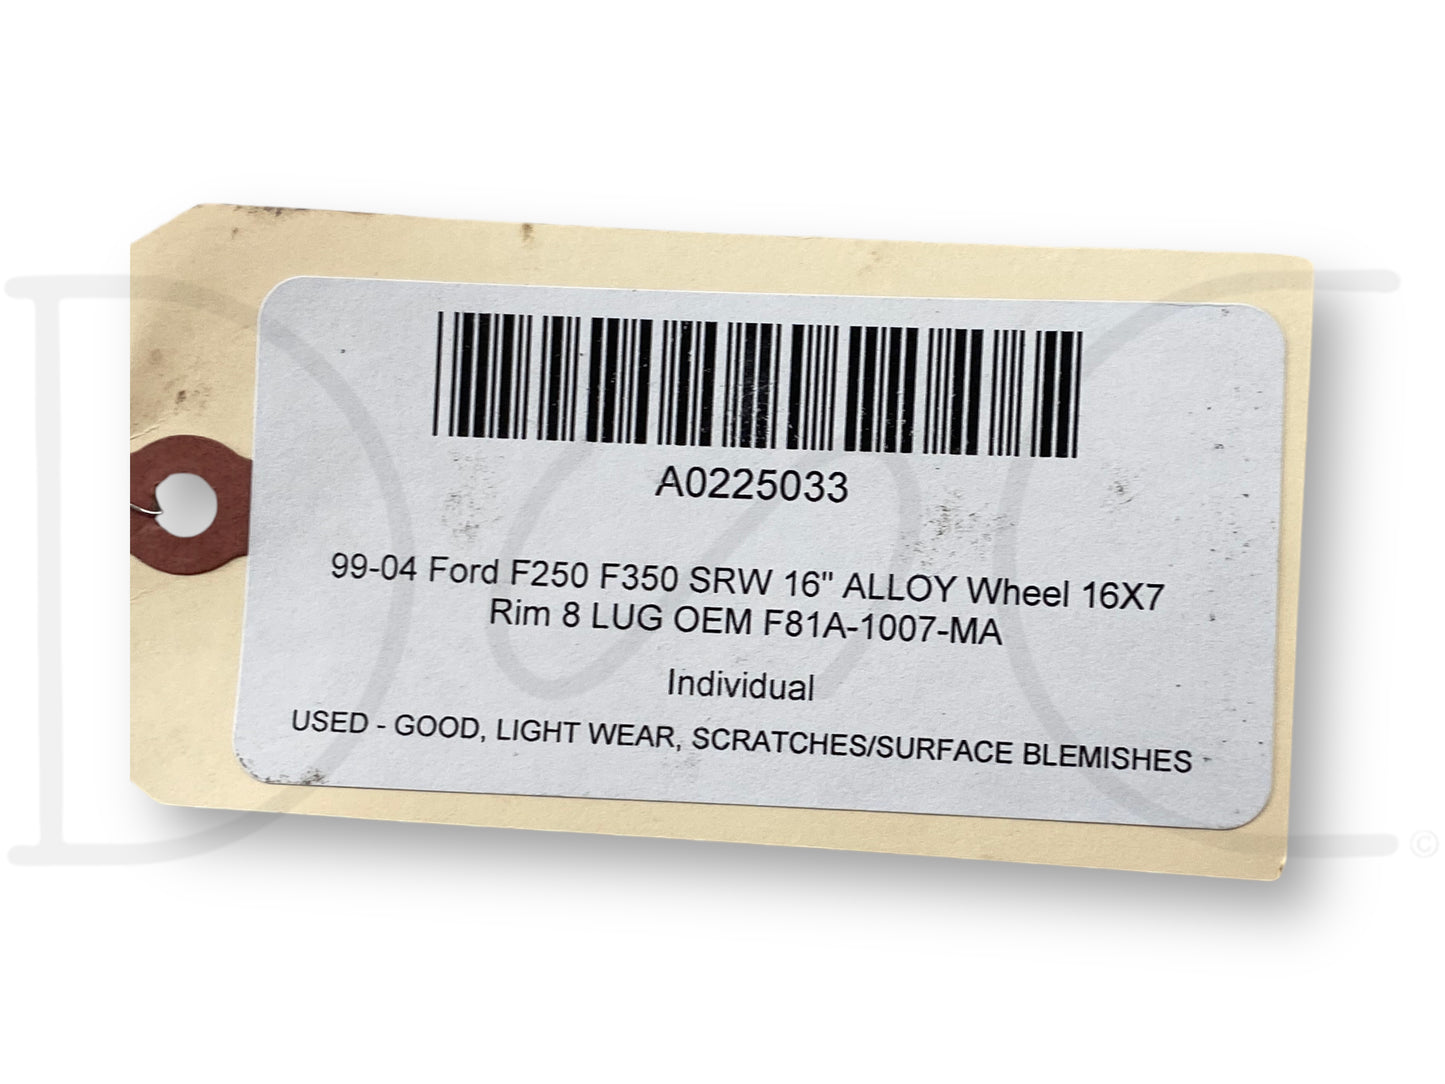 A0225033
99-04 Ford F250 F350 SRW 16" ALLOY Wheel 16X7
Rim 8 LUG OEM F81A-1007-MA
Individual
USED - GOOD, LIGHT WEAR, SCRATCHES/SURFACE BLEMISHES
©